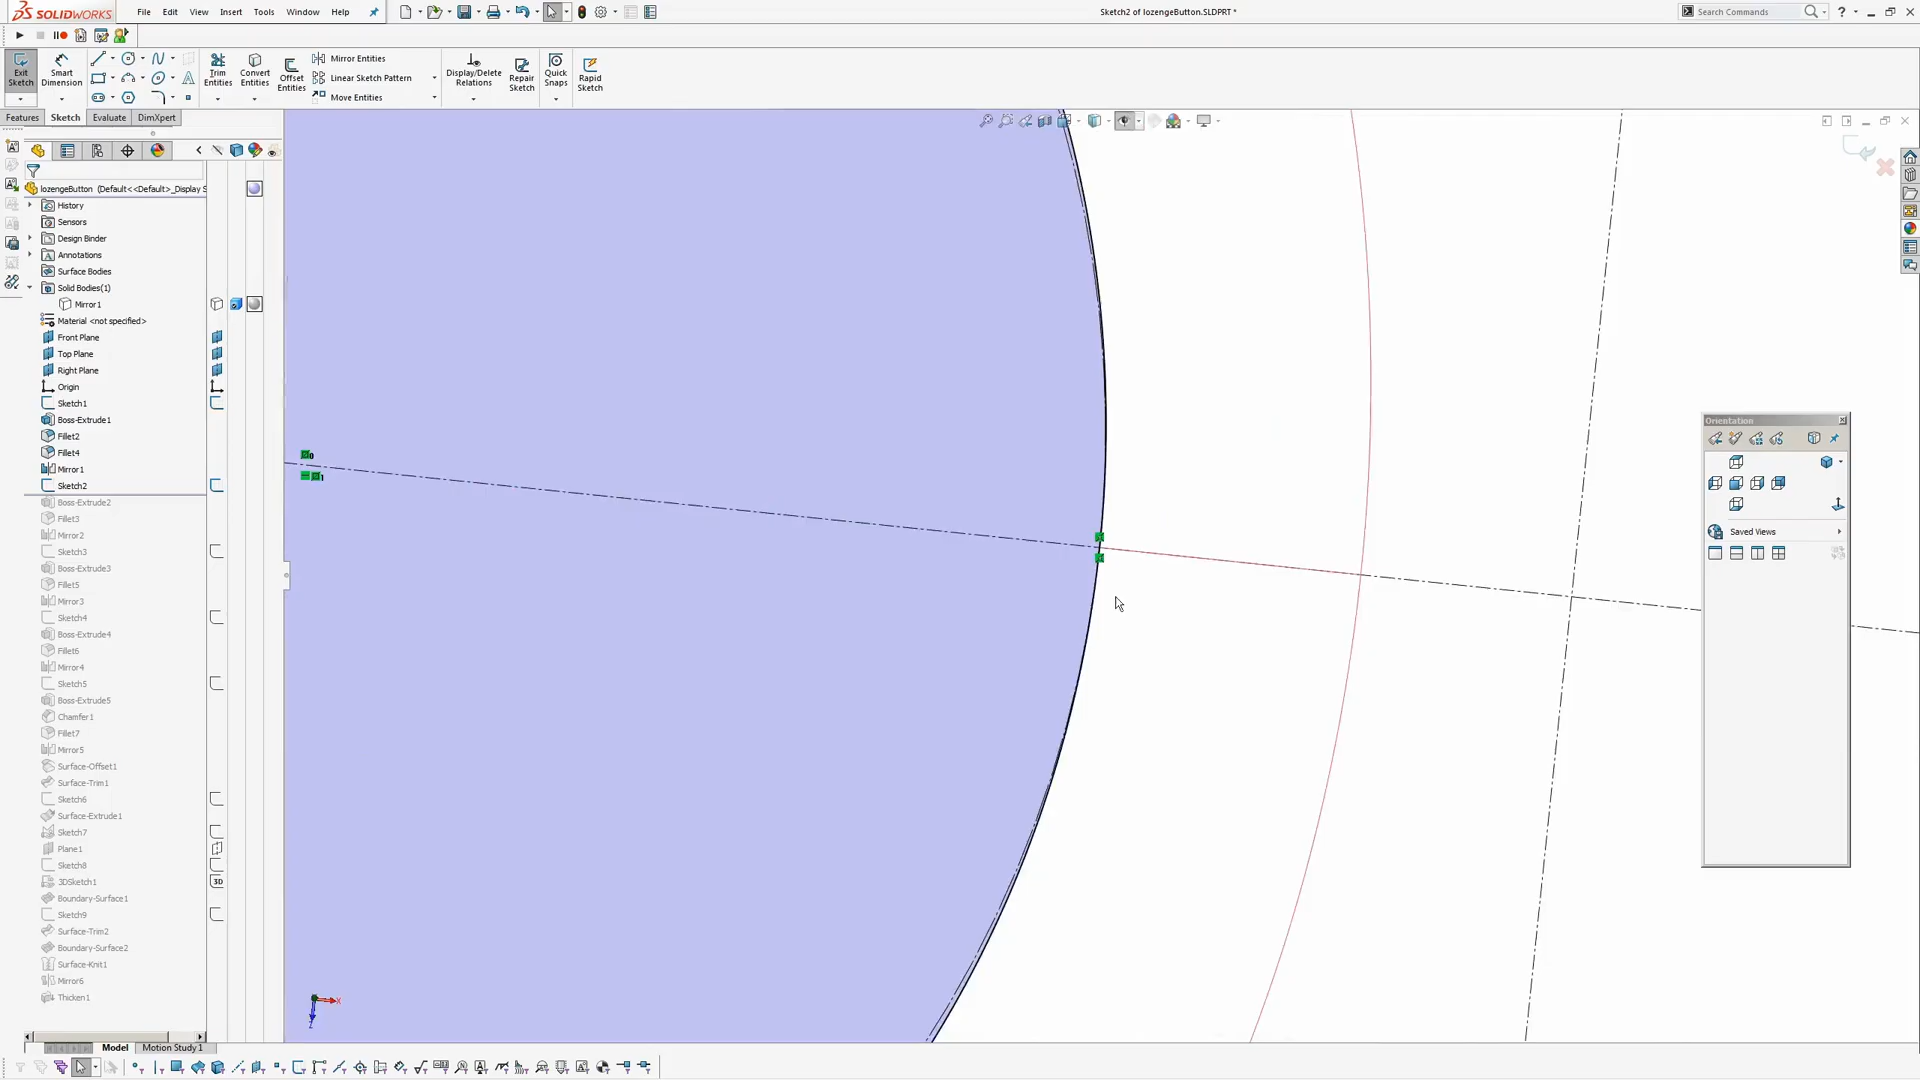 SOLIDWORKS
File Edit View Insert Tools Window Help
Sketch2 of lozengeButton.SLDPRT *
Search Commands
Exit Sketch
Smart Dimension
Trim Entities
Convert Entities
Offset Entities
Mirror Entities
Linear Sketch Pattern
Move Entities
Display/Delete Relations
Repair Sketch
Quick Snaps
Rapid Sketch
Features Sketch Evaluate DimXpert
lozengeButton (Default<<Default>_Display S
History
Sensors
Design Binder
Annotations
Surface Bodies
Solid Bodies(1)
Mirror1
Material <not specified>
Front Plane
Top Plane
Right Plane
Origin
Sketch1
Boss-Extrude1
Fillet2
Fillet4
Mirror1
Sketch2
Boss-Extrude2
Fillet3
Mirror2
Sketch3
Boss-Extrude3
Fillet5
Mirror3
Sketch4
Boss-Extrude4
Fillet6
Mirror4
Sketch5
Boss-Extrude5
Chamfer1
Fillet7
Mirror5
Surface-Offset1
Surface-Trim1
Sketch6
Surface-Extrude1
Sketch7
Plane1
Sketch8
3DSketch1
3D
Boundary-Surface1
Sketch9
Surface-Trim2
Boundary-Surface2
Surface-Knit1
Mirror6
Thicken1
0
1
Orientation
Saved Views
X
Z
Model Motion Study 1